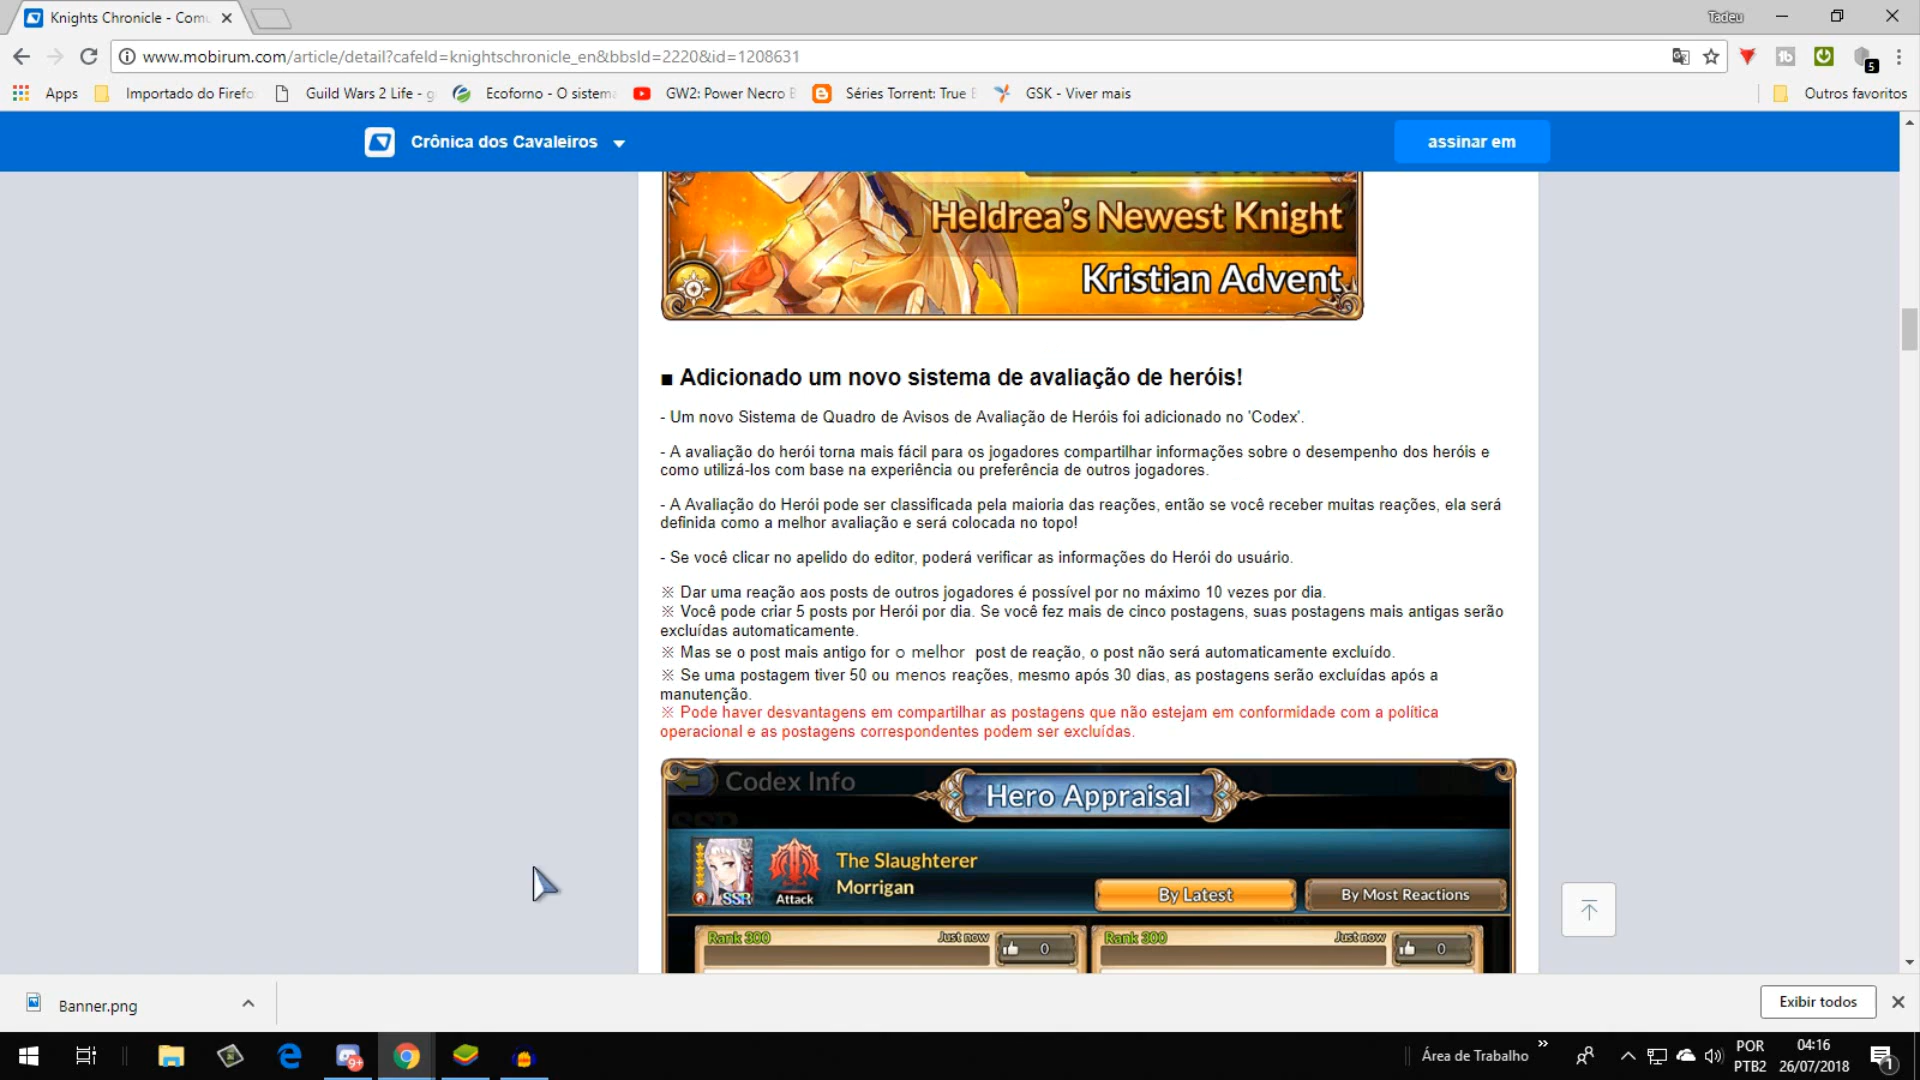 Knights Chronicle - Comu
Tadeu
www.mobirum.com/article/detail?cafeId=knightschronicle_en&bbsId=2220&id=1208631
5
Apps
Importado do Firefo
Guild Wars 2 Life - g
Ecoforno - O sistema
GW2: Power Necro B
Séries Torrent: True
GSK - Viver mais
Outros favoritos
Crônica dos Cavaleiros
assinar em
Heldrea's Newest Knight
Kristian Advent
■ Adicionado um novo sistema de avaliação de heróis!
- Um novo Sistema de Quadro de Avisos de Avaliação de Heróis foi adicionado no 'Codex'.
- A avaliação do herói torna mais fácil para os jogadores compartilhar informações sobre o desempenho dos heróis e
como utilizá-los com base na experiência ou preferência de outros jogadores.
- A Avaliação do Herói pode ser classificada pela maioria das reações, então se você receber muitas reações, ela será
definida como a melhor avaliação e será colocada no topo!
- Se você clicar no apelido do editor, poderá verificar as informações do Herói do usuário.
※ Dar uma reação aos posts de outros jogadores é possível por no máximo 10 vezes por dia.
※ Você pode criar 5 posts por Herói por dia. Se você fez mais de cinco postagens, suas postagens mais antigas serão
excluídas automaticamente.
※ Mas se o post mais antigo for o melhor post de reação, o post não será automaticamente excluído.
※ Se uma postagem tiver 50 ou menos reações, mesmo após 30 dias, as postagens serão excluídas após a
manutenção.
※ Pode haver desvantagens em compartilhar as postagens que não estejam em conformidade com a política
operacional e as postagens correspondentes podem ser excluídas.
Codex Info
Hero Appraisal
SSR
The Slaughterer
Morrigan
SSR
Attack
By Latest
By Most Reactions
Rank 300
Just now
0
Rank 300
Just now
0
Banner.png
Exibir todos
9+
Área de Trabalho
POR
PTB2
04:16
26/07/2018
1